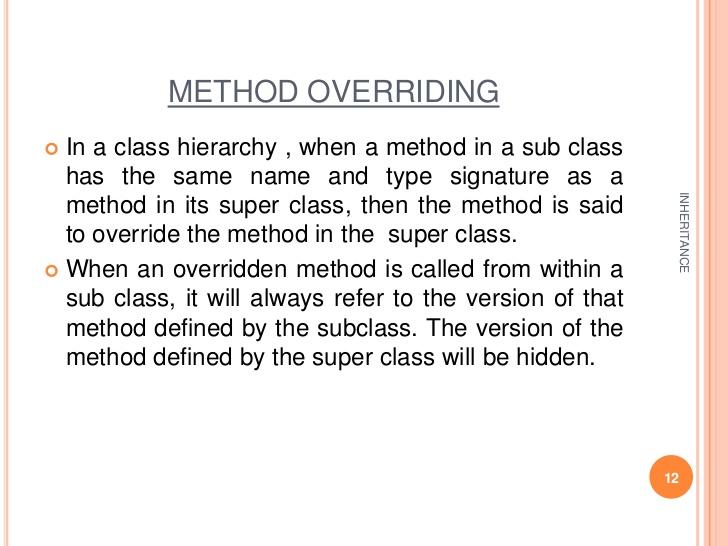 METHOD OVERRIDING
In a class hierarchy , when a method in a sub class
has the same name and type signature as a
method in its super class, then the method is said
to override the method in the super class.
When an overridden method is called from within a
sub class, it will always refer to the version of that
method defined by the subclass. The version of the
method defined by the super class will be hidden.
INHERITANCE
12